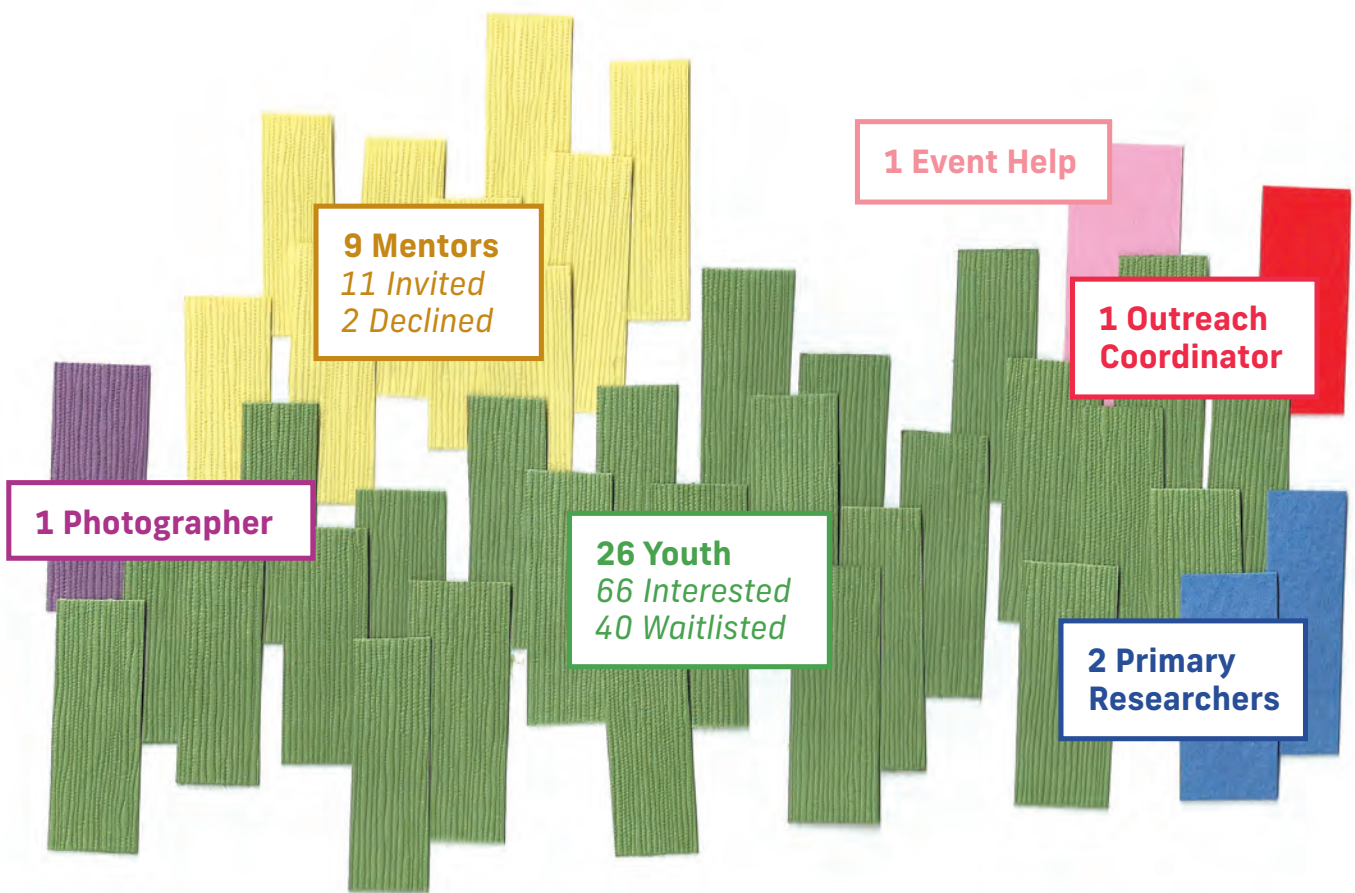 1 Event Help
9 Mentors
11 Invited
2 Declined
1 Outreach
Coordinator
1 Photographer
26 Youth
66 Interested
40 Waitlisted
2 Primary
Researchers